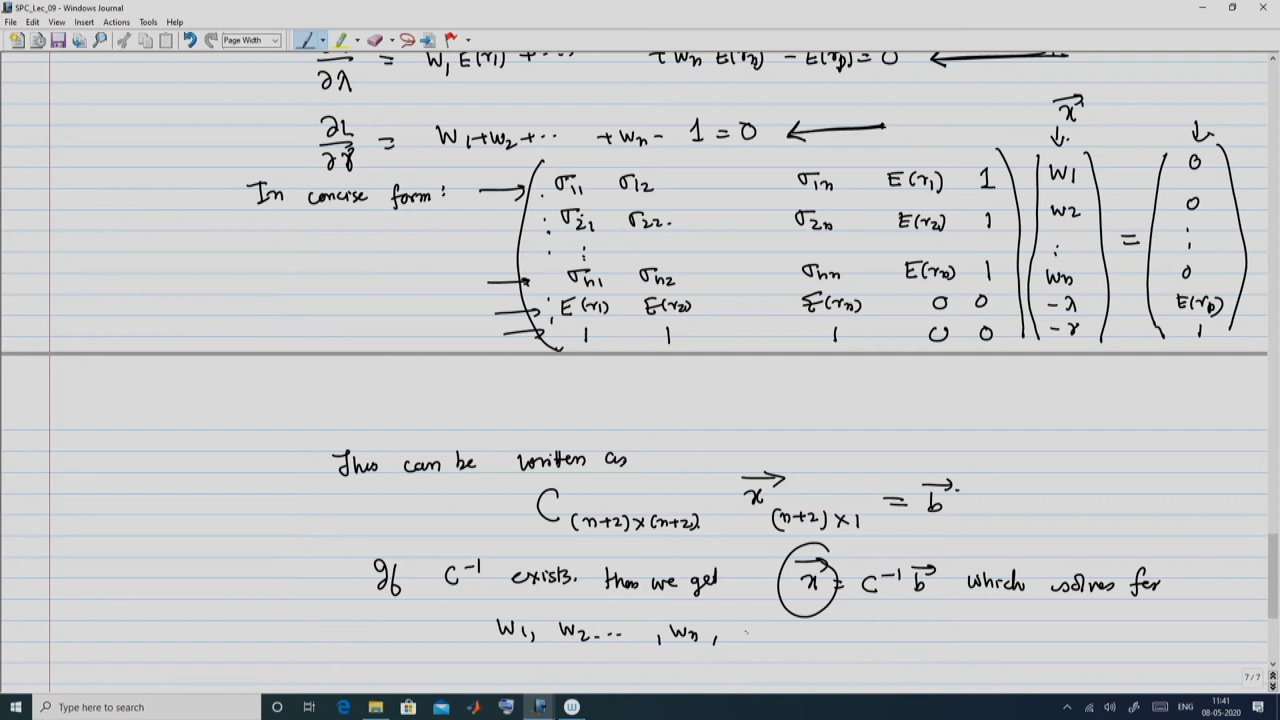 SPC_Lec_09 - Windows Journal
File Edit View Insert Actions Tools Help
Page Width
∂λ = W1 E(r1) + ... + Wn E(rn) - E(rp) = 0
∂L/∂γ = W1+W2+... +Wn - 1 = 0
x
In concise form:
σ11 σ12 σ1n E(r1) 1 W1 0
σ21 σ22 σ2n E(r2) 1 W2 0
⋮ ⋮ = ⋮
σn1 σn2 σnn E(rn) 1 Wn 0
E(r1) E(r2) E(rn) 0 0 -λ E(rp)
1 1 1 0 0 -γ 1
This can be written as
C(n+2)×(n+2) x(n+2)×1 = b
If C⁻¹ exists. then we get x = C⁻¹ b which solves for
W1, W2... , Wn ,
7/7
Type here to search
ENG
11:41
08-05-2020